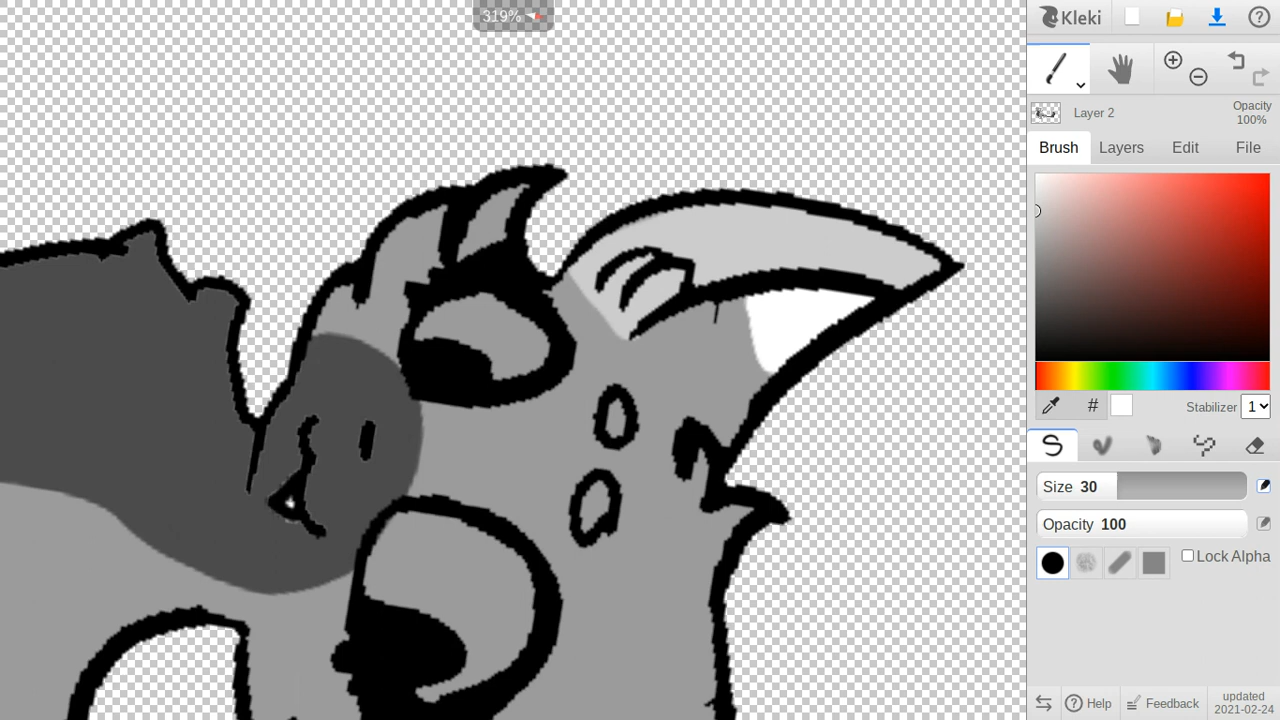 319%
Kleki
Layer 2
Opacity
100%
Brush
Layers
Edit
File
#
Stabilizer
1
Size 30
Opacity 100
Lock Alpha
Help
Feedback
updated
2021-02-24